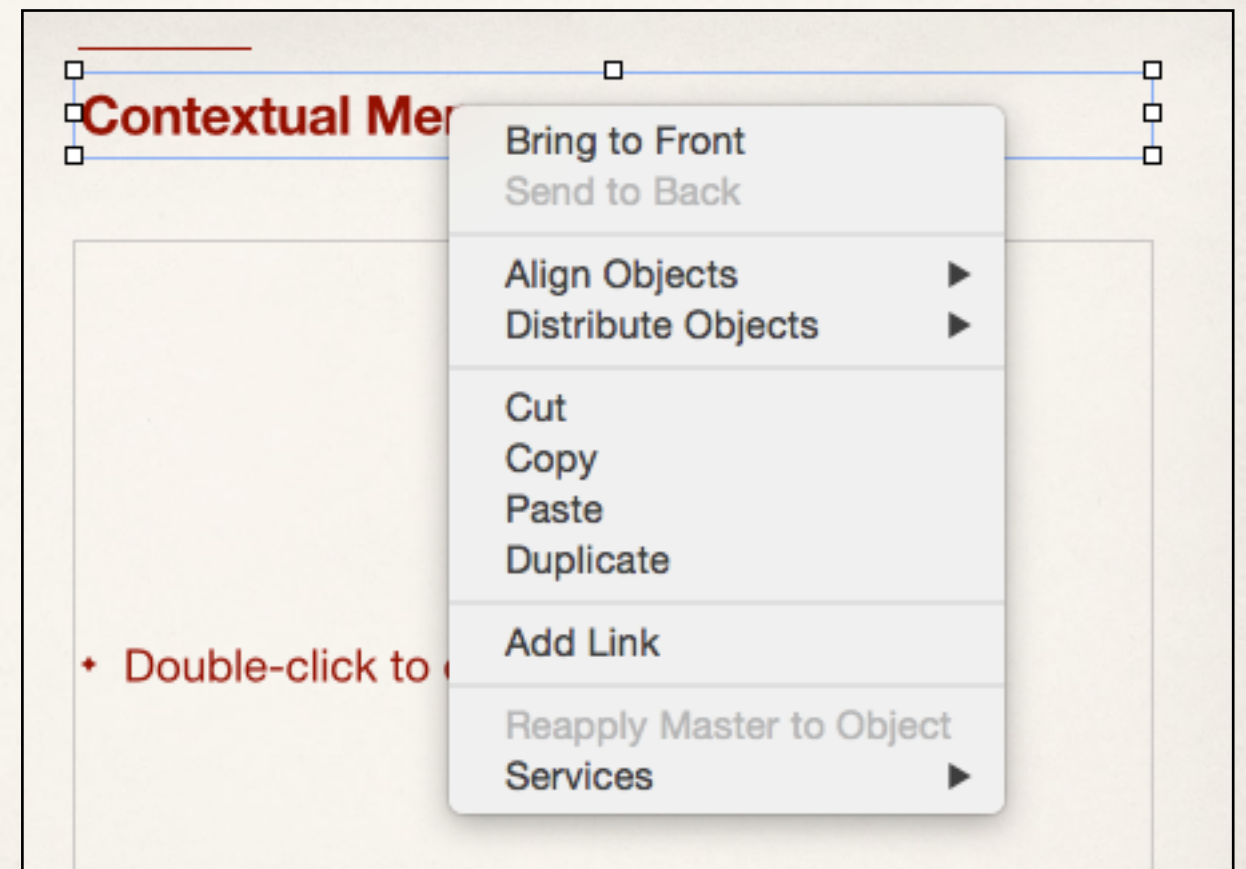 Contextual Me
Bring to Front
Send to Back
Align Objects
Distribute Objects
Cut
Copy
Paste
Duplicate
Add Link
Double-click to
Reapply Master to Object
Services